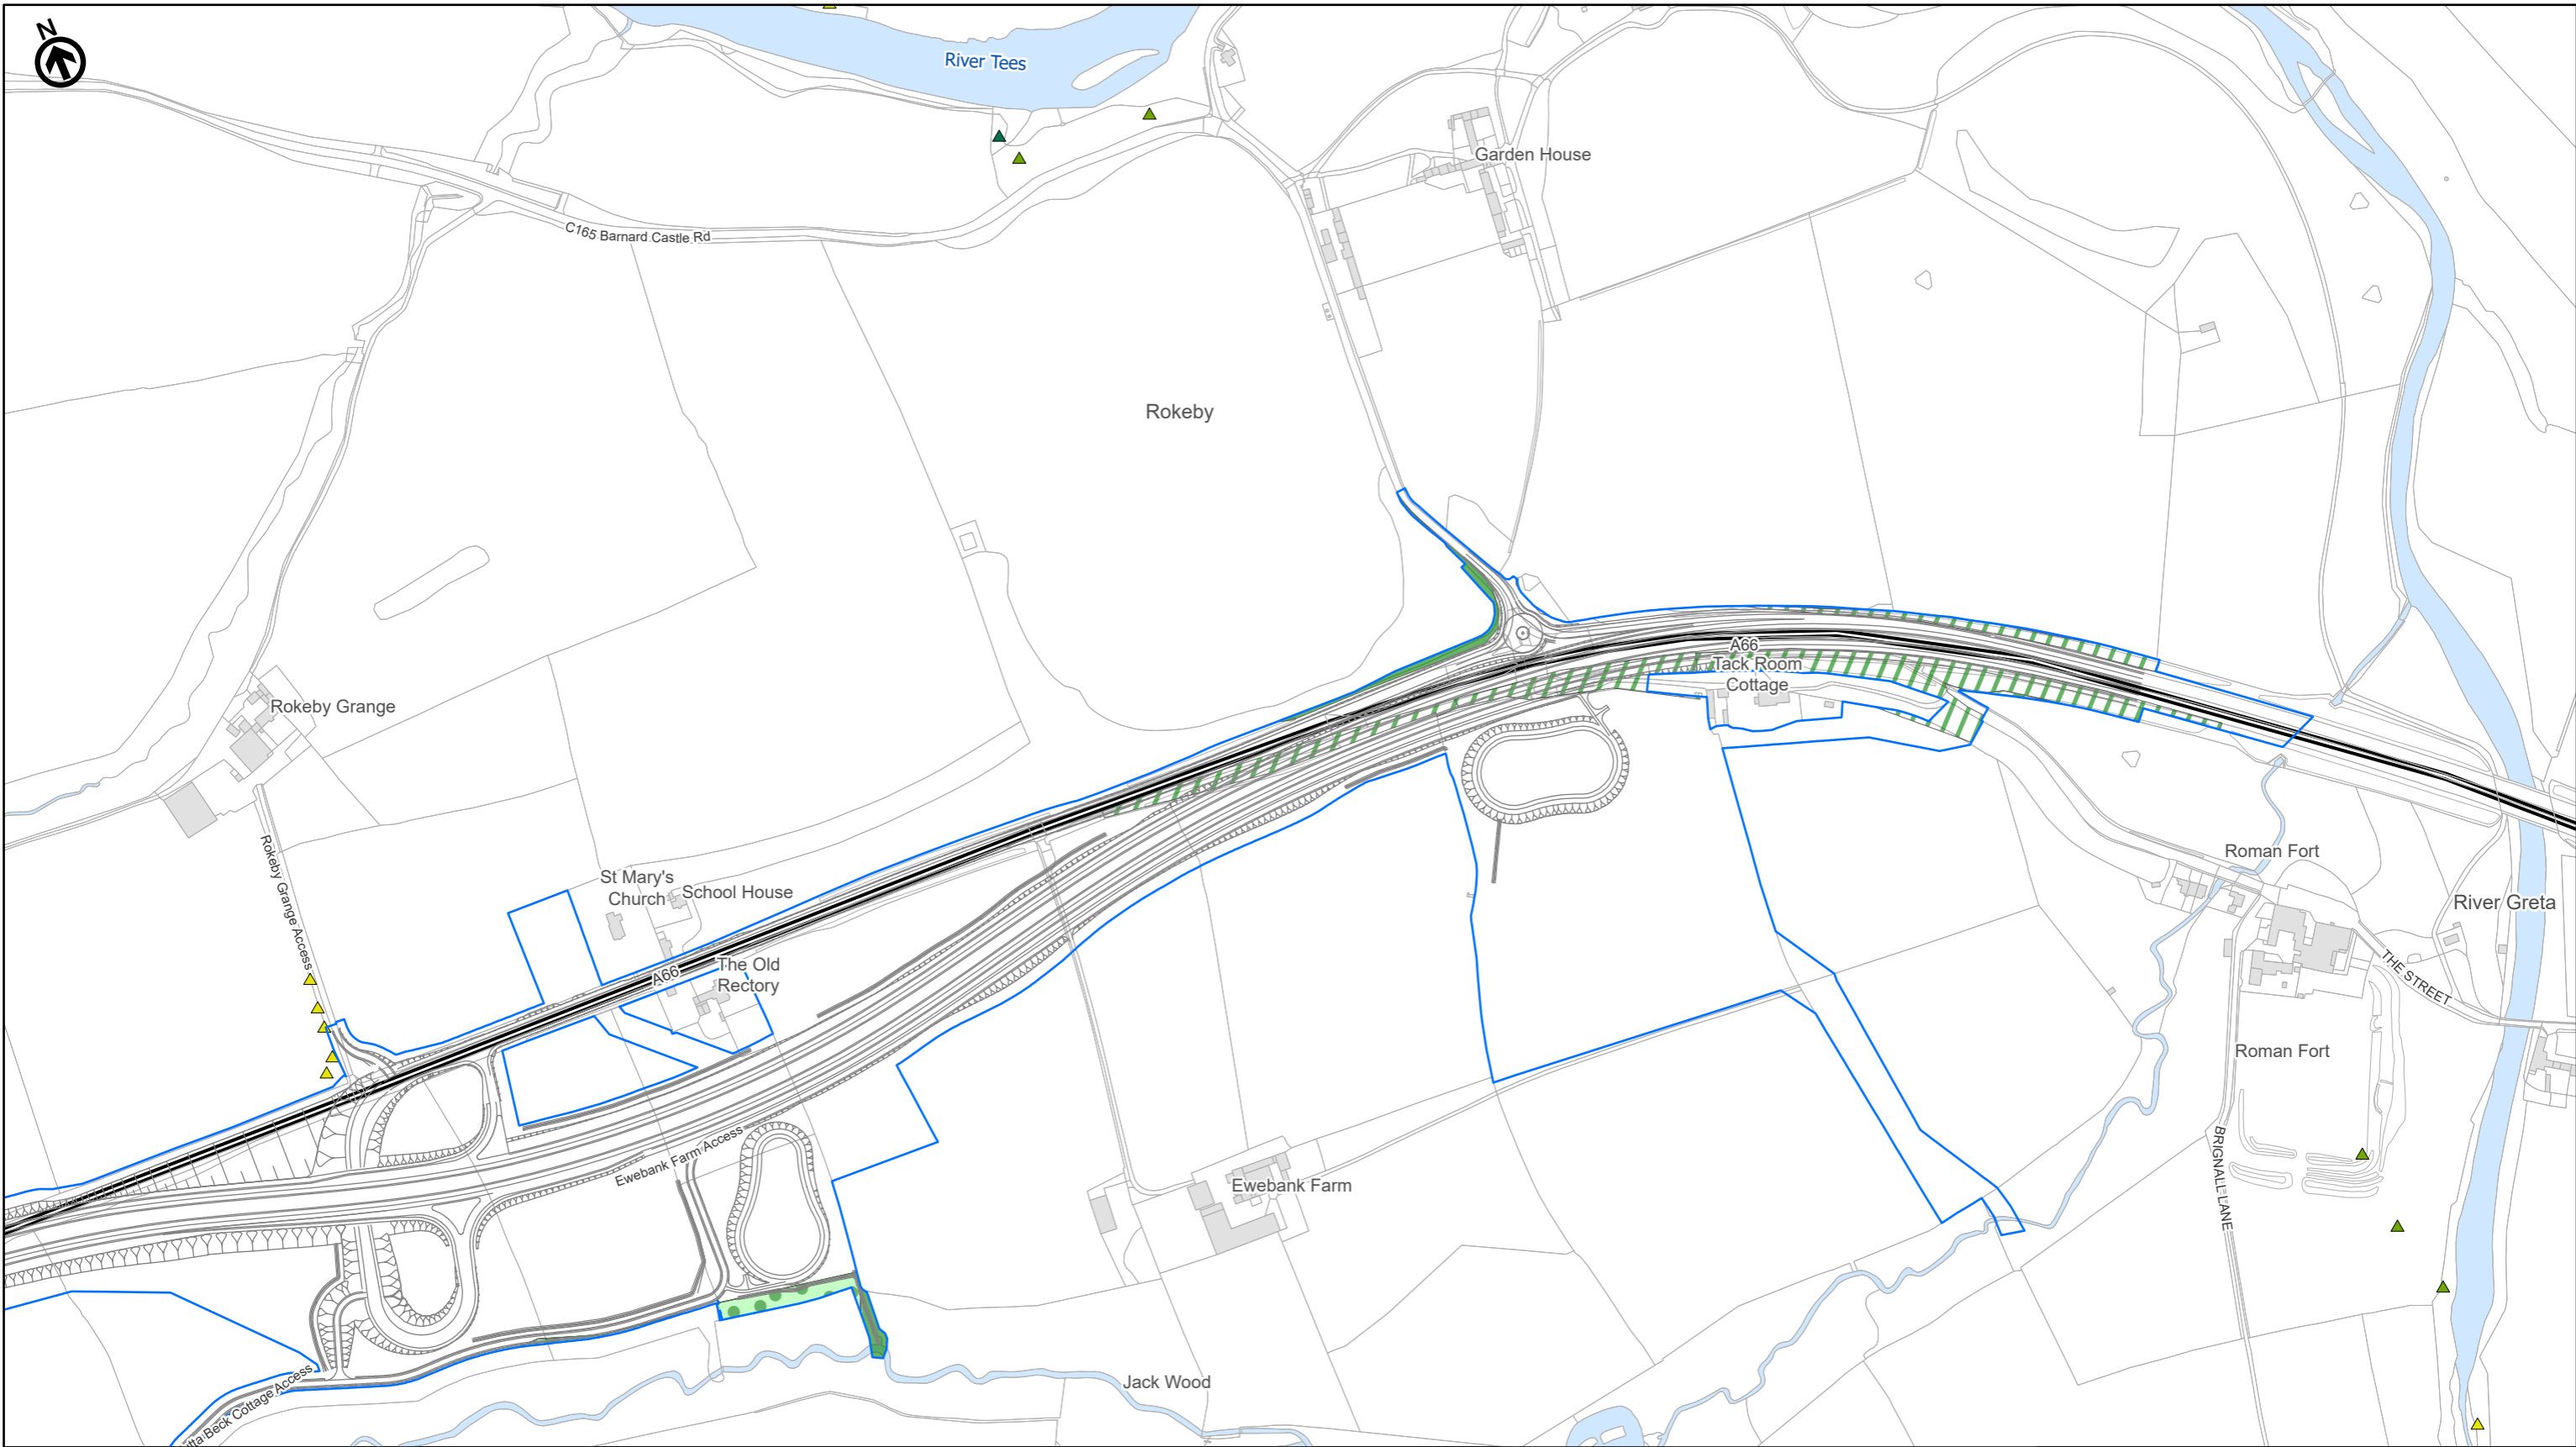 N
River Tees
Garden House
C165 Barnard Castle Rd
Rokeby
A66
Tack Room
Cottage
Rokeby Grange
Rokeby Grange Access
St Mary's
Church
School House
A66
The Old
Rectory
Roman Fort
River Greta
THE STREET
Roman Fort
BRIGNALL LANE
Ewebank Farm Access
Ewebank Farm
Jack Wood
tta Beck Cottage Access